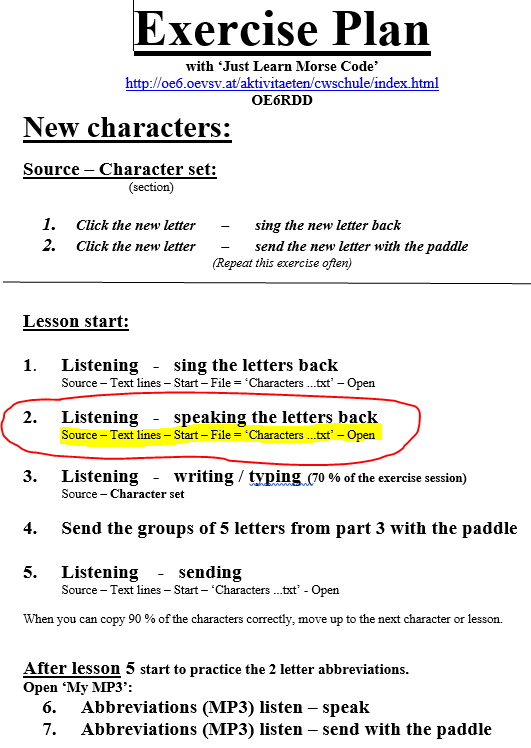 Exercise Plan
with ‘Just Learn Morse Code’
http://oe6.oevsv.at/aktivitaeten/cwschule/index.html
OE6RDD
New characters:
Source – Character set:
(section)
1. Click the new letter – sing the new letter back
2. Click the new letter – send the new letter with the paddle
(Repeat this exercise often)
Lesson start:
1. Listening - sing the letters back
Source – Text lines – Start – File = ‘Characters ...txt’ – Open
2. Listening - speaking the letters back
Source – Text lines – Start – File = ‘Characters ...txt’ – Open
3. Listening - writing / typing (70 % of the exercise session)
Source – Character set
4. Send the groups of 5 letters from part 3 with the paddle
5. Listening - sending
Source – Text lines – Start – ‘Characters ...txt’ - Open
When you can copy 90 % of the characters correctly, move up to the next character or lesson.
After lesson 5 start to practice the 2 letter abbreviations.
Open ‘My MP3’:
6. Abbreviations (MP3) listen – speak
7. Abbreviations (MP3) listen – send with the paddle